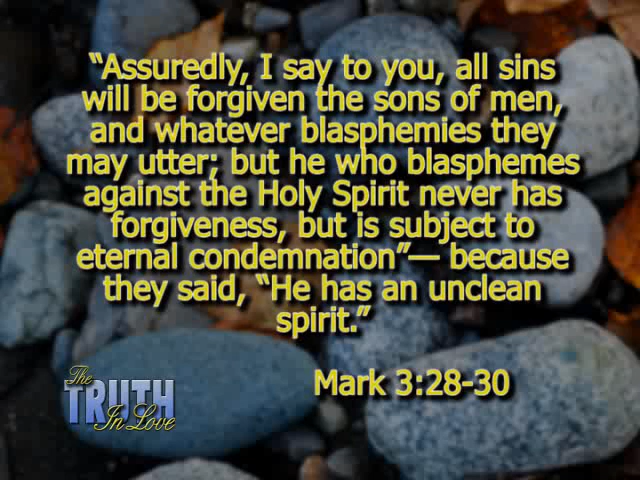 “Assuredly, I say to you, all sins
will be forgiven the sons of men,
and whatever blasphemies they
may utter; but he who blasphemes
against the Holy Spirit never has
forgiveness, but is subject to
eternal condemnation”— because
they said, “He has an unclean
spirit.”
Mark 3:28-30
The
TRUTH
In Love